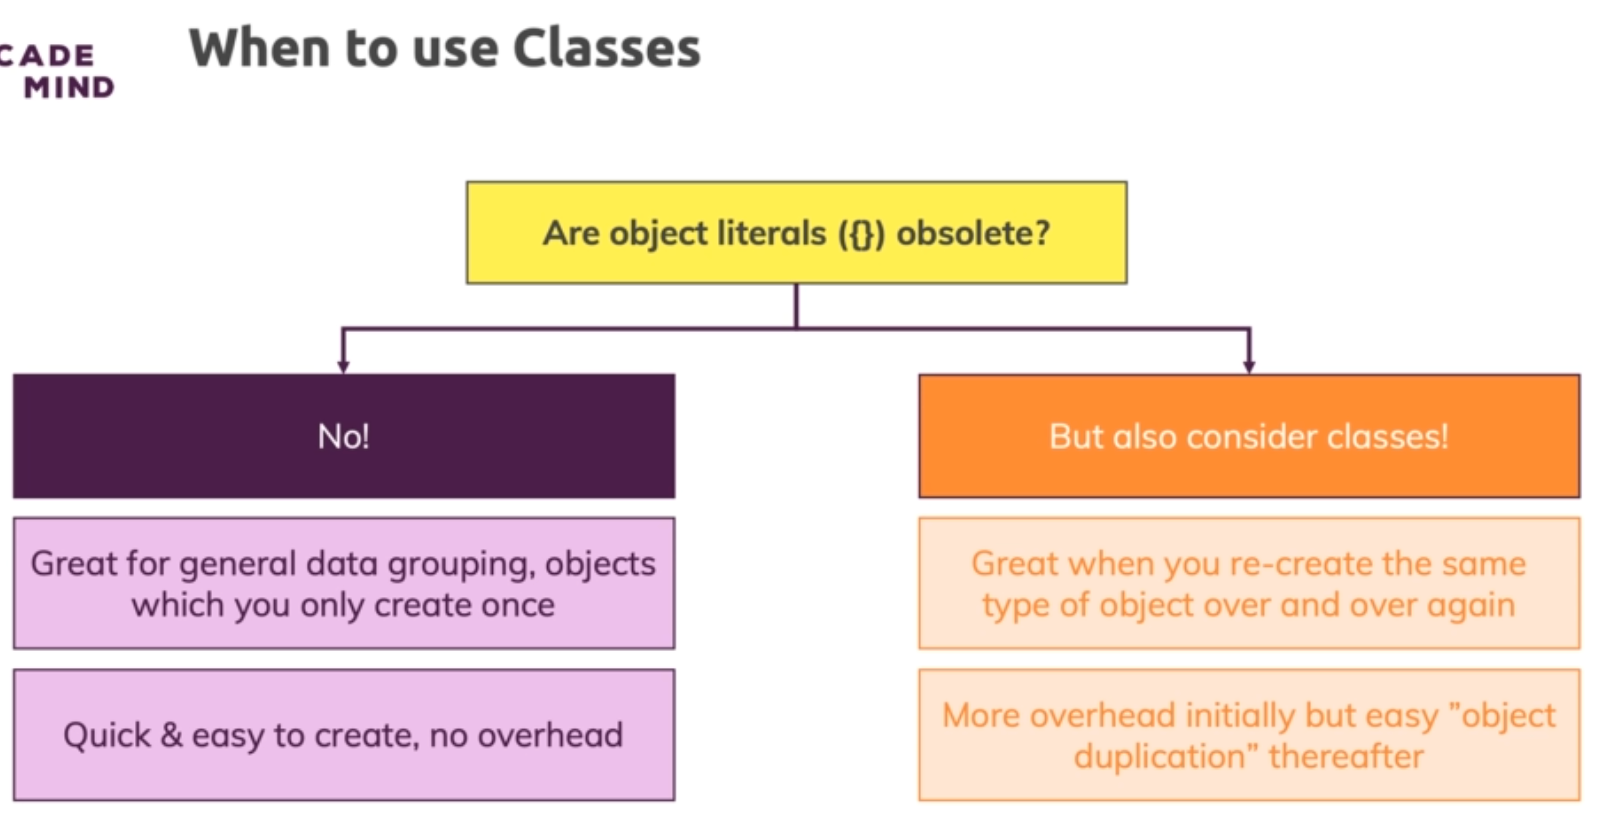 CADE
MIND
When to use Classes
Are object literals ({}) obsolete?
No!
Great for general data grouping, objects
which you only create once
Quick & easy to create, no overhead
But also consider classes!
Great when you re-create the same
type of object over and over again
More overhead initially but easy ”object
duplication” thereafter